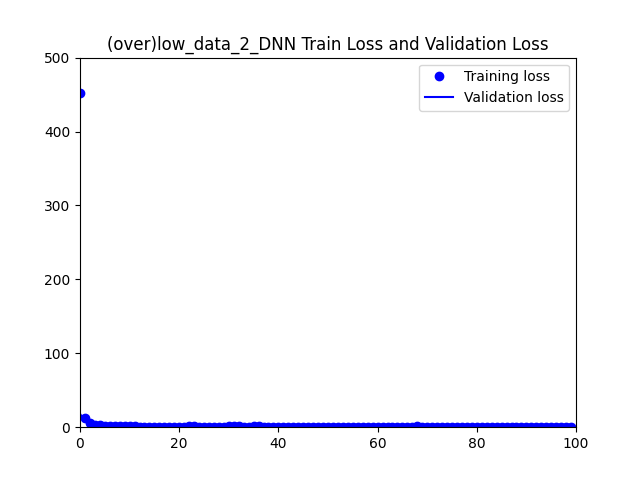 (over)low_data_2_DNN Train Loss and Validation Loss
Training loss
Validation loss
500
400
300
200
100
0
0 20 40 60 80 100